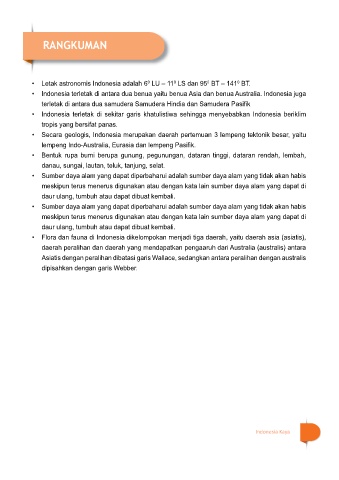 RANGKUMAN
• Letak astronomis Indonesia adalah 6⁰ LU – 11⁰ LS dan 95⁰ BT – 141⁰ BT.
• Indonesia terletak di antara dua benua yaitu benua Asia dan benua Australia. Indonesia juga
terletak di antara dua samudera Samudera Hindia dan Samudera Pasifik
• Indonesia terletak di sekitar garis khatulistiwa sehingga menyebabkan Indonesia beriklim
tropis yang bersifat panas.
• Secara geologis, Indonesia merupakan daerah pertemuan 3 lempeng tektonik besar, yaitu
lempeng Indo-Australia, Eurasia dan lempeng Pasifik.
• Bentuk rupa bumi berupa gunung, pegunungan, dataran tinggi, dataran rendah, lembah,
danau, sungai, lautan, teluk, tanjung, selat.
• Sumber daya alam yang dapat diperbaharui adalah sumber daya alam yang tidak akan habis
meskipun terus menerus digunakan atau dengan kata lain sumber daya alam yang dapat di
daur ulang, tumbuh atau dapat dibuat kembali.
• Sumber daya alam yang dapat diperbaharui adalah sumber daya alam yang tidak akan habis
meskipun terus menerus digunakan atau dengan kata lain sumber daya alam yang dapat di
daur ulang, tumbuh atau dapat dibuat kembali.
• Flora dan fauna di Indonesia dikelompokan menjadi tiga daerah, yaitu daerah asia (asiatis),
daerah peralihan dan daerah yang mendapatkan pengaaruh dari Australia (australis) antara
Asiatis dengan peralihan dibatasi garis Wallace, sedangkan antara peralihan dengan australis
dipisahkan dengan garis Webber.